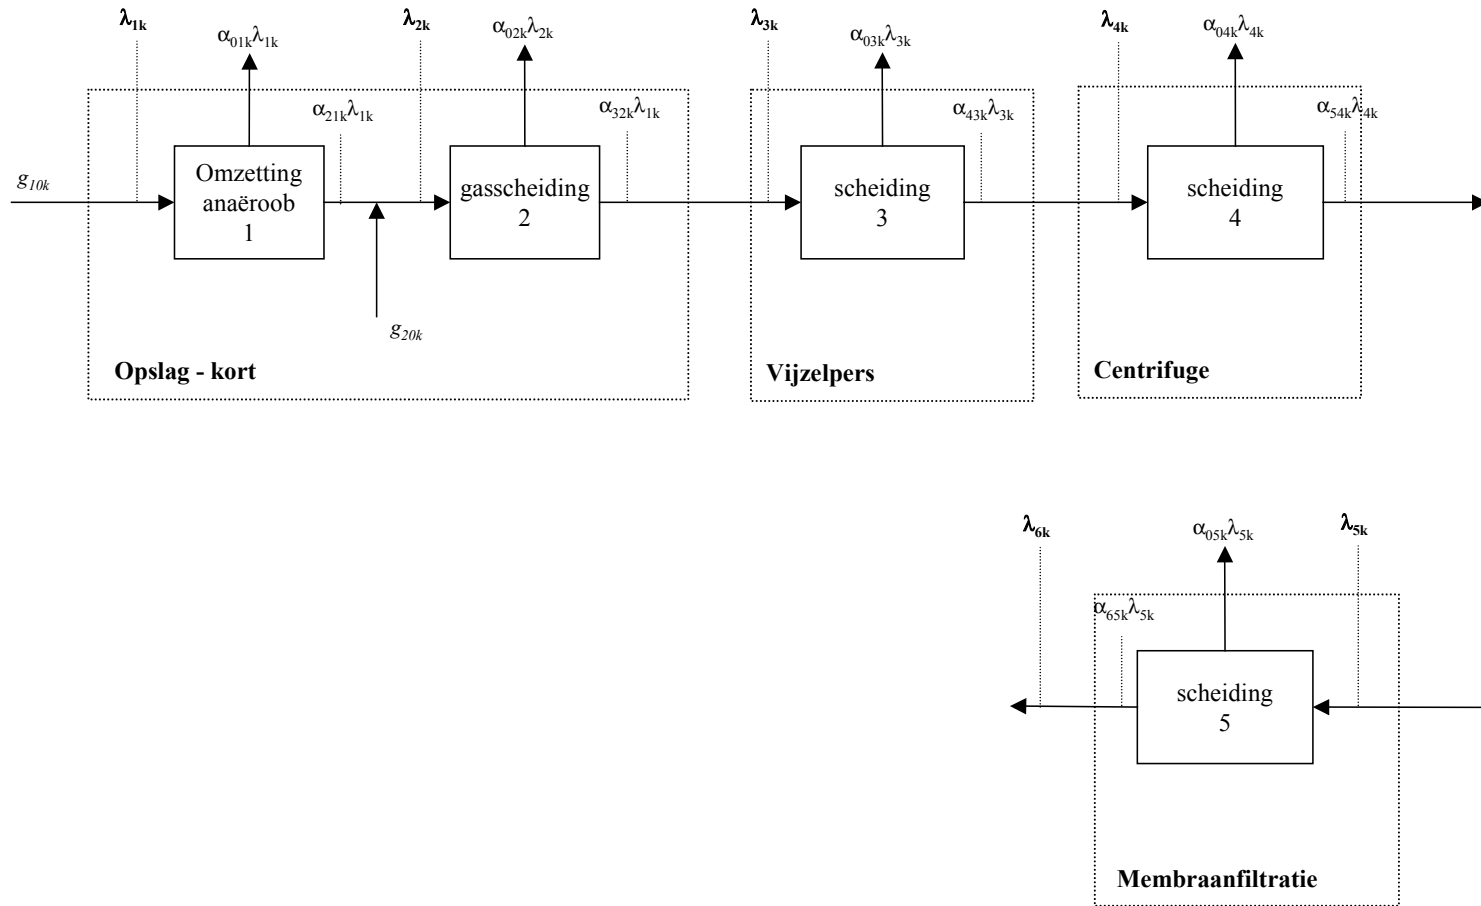 λ1k
α01kλ1k
λ2k
α02kλ2k
λ3k
α03kλ3k
λ4k
α04kλ4k
α21kλ1k
α32kλ1k
α43kλ3k
α54kλ4k
g10k
Omzetting
anaëroob
1
gasscheiding
2
scheiding
3
scheiding
4
g20k
Opslag - kort
Vijzelpers
Centrifuge
λ6k
α05kλ5k
λ5k
α65kλ5k
scheiding
5
Membraanfiltratie